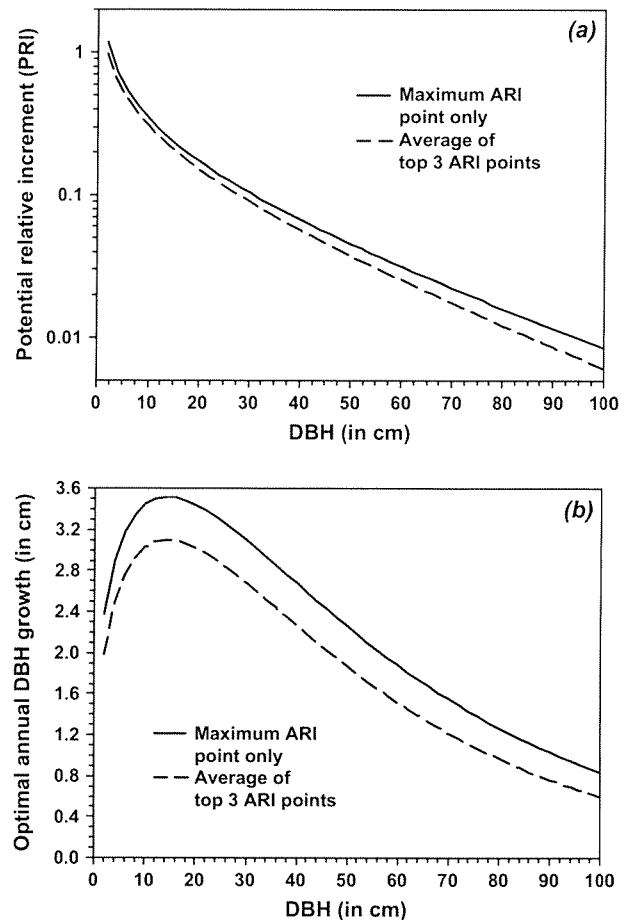 (a)
Potential relative increment (PRI)
1
0.1
0.01
Maximum ARI
point only
Average of
top 3 ARI points
0 10 20 30 40 50 60 70 80 90 100
DBH (in cm)
(b)
Optimal annual DBH growth (in cm)
3.6
3.2
2.8
2.4
2.0
1.6
1.2
0.8
0.4
0.0
Maximum ARI
point only
Average of
top 3 ARI points
0 10 20 30 40 50 60 70 80 90 100
DBH (in cm)